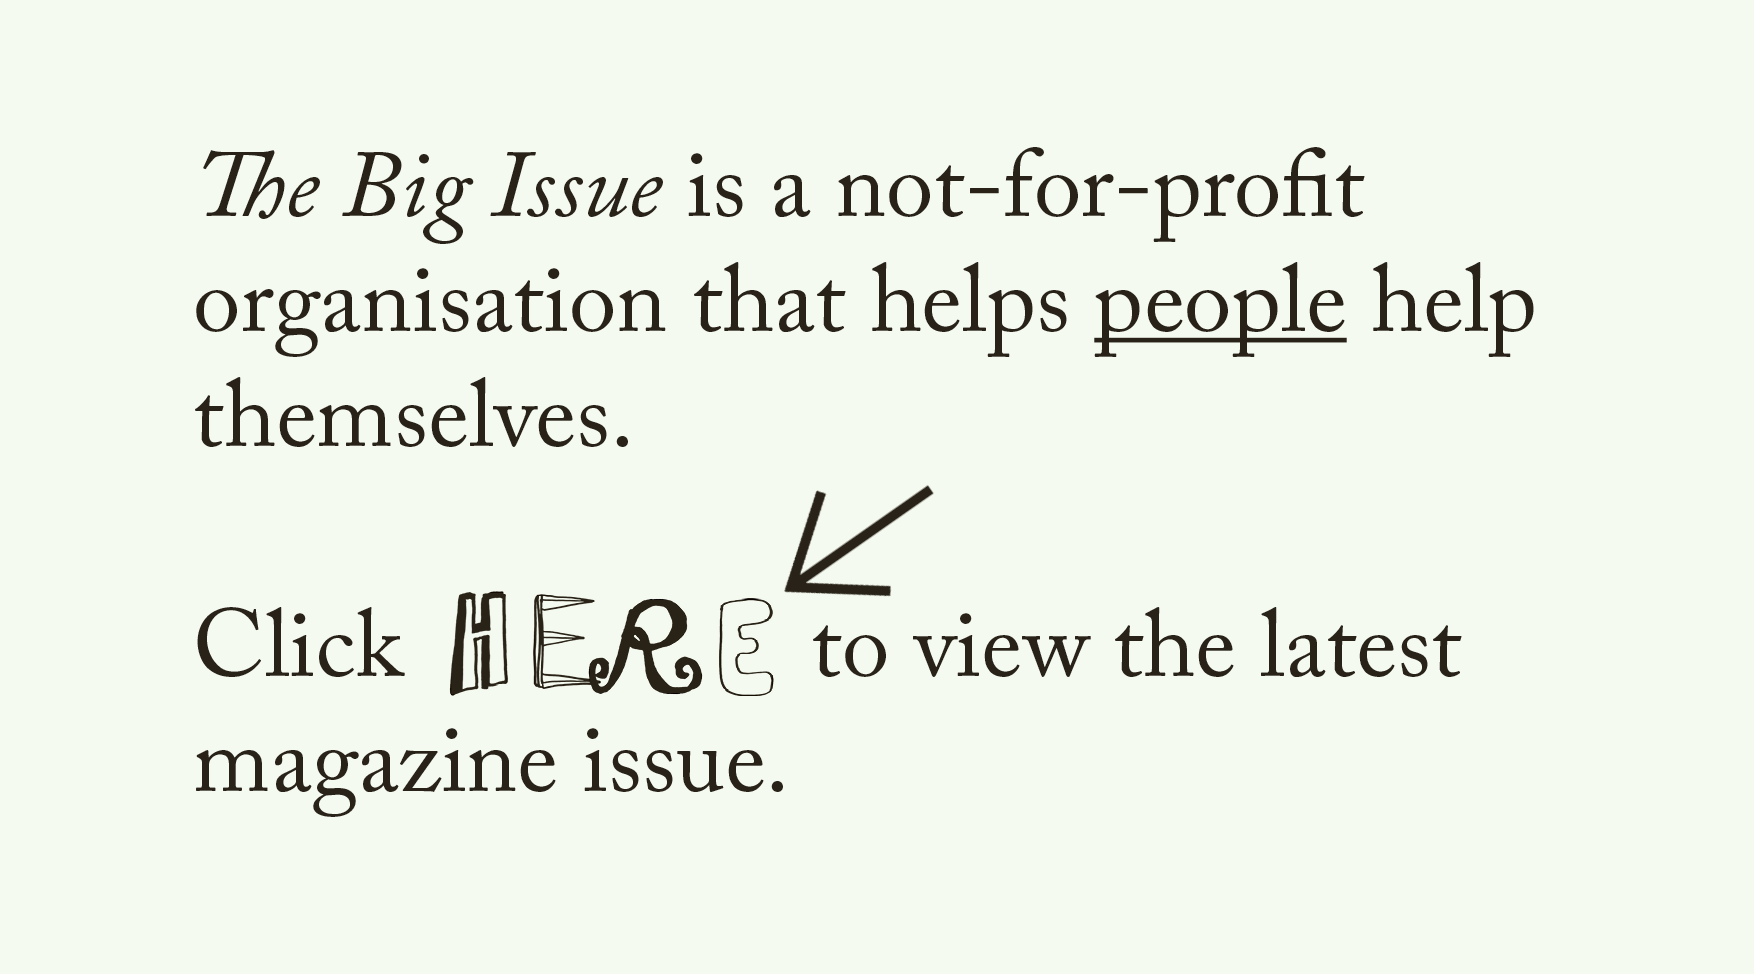 The Big Issue is a not-for-profit
organisation that helps people help
themselves.
Click HERE to view the latest
magazine issue.